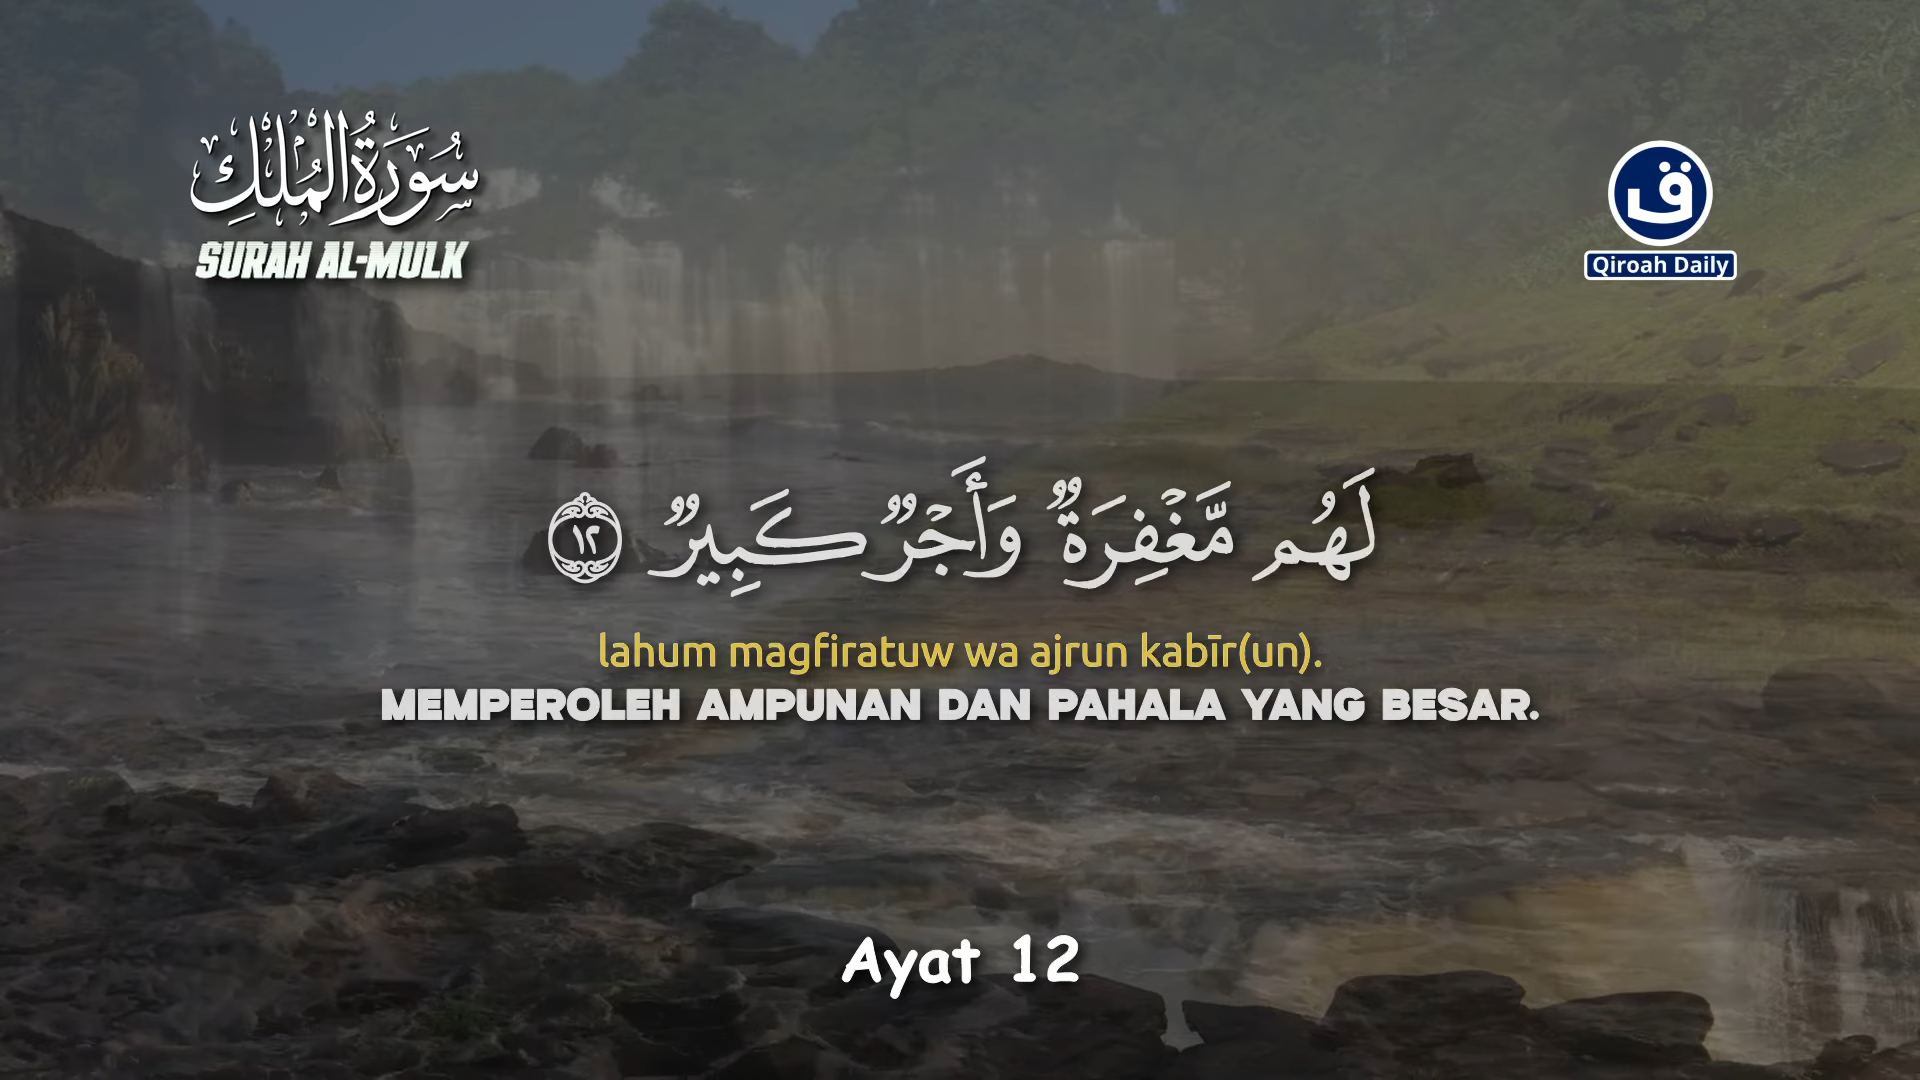 سُورَةُ الْمُلْكِ
SURAH AL-MULK
ق
Qiroah Daily
لَهُم مَّغْفِرَةٌ وَأَجْرٌ كَبِيرٌ ١٢
lahum magfiratuw wa ajrun kabīr(un).
MEMPEROLEH AMPUNAN DAN PAHALA YANG BESAR.
Ayat 12